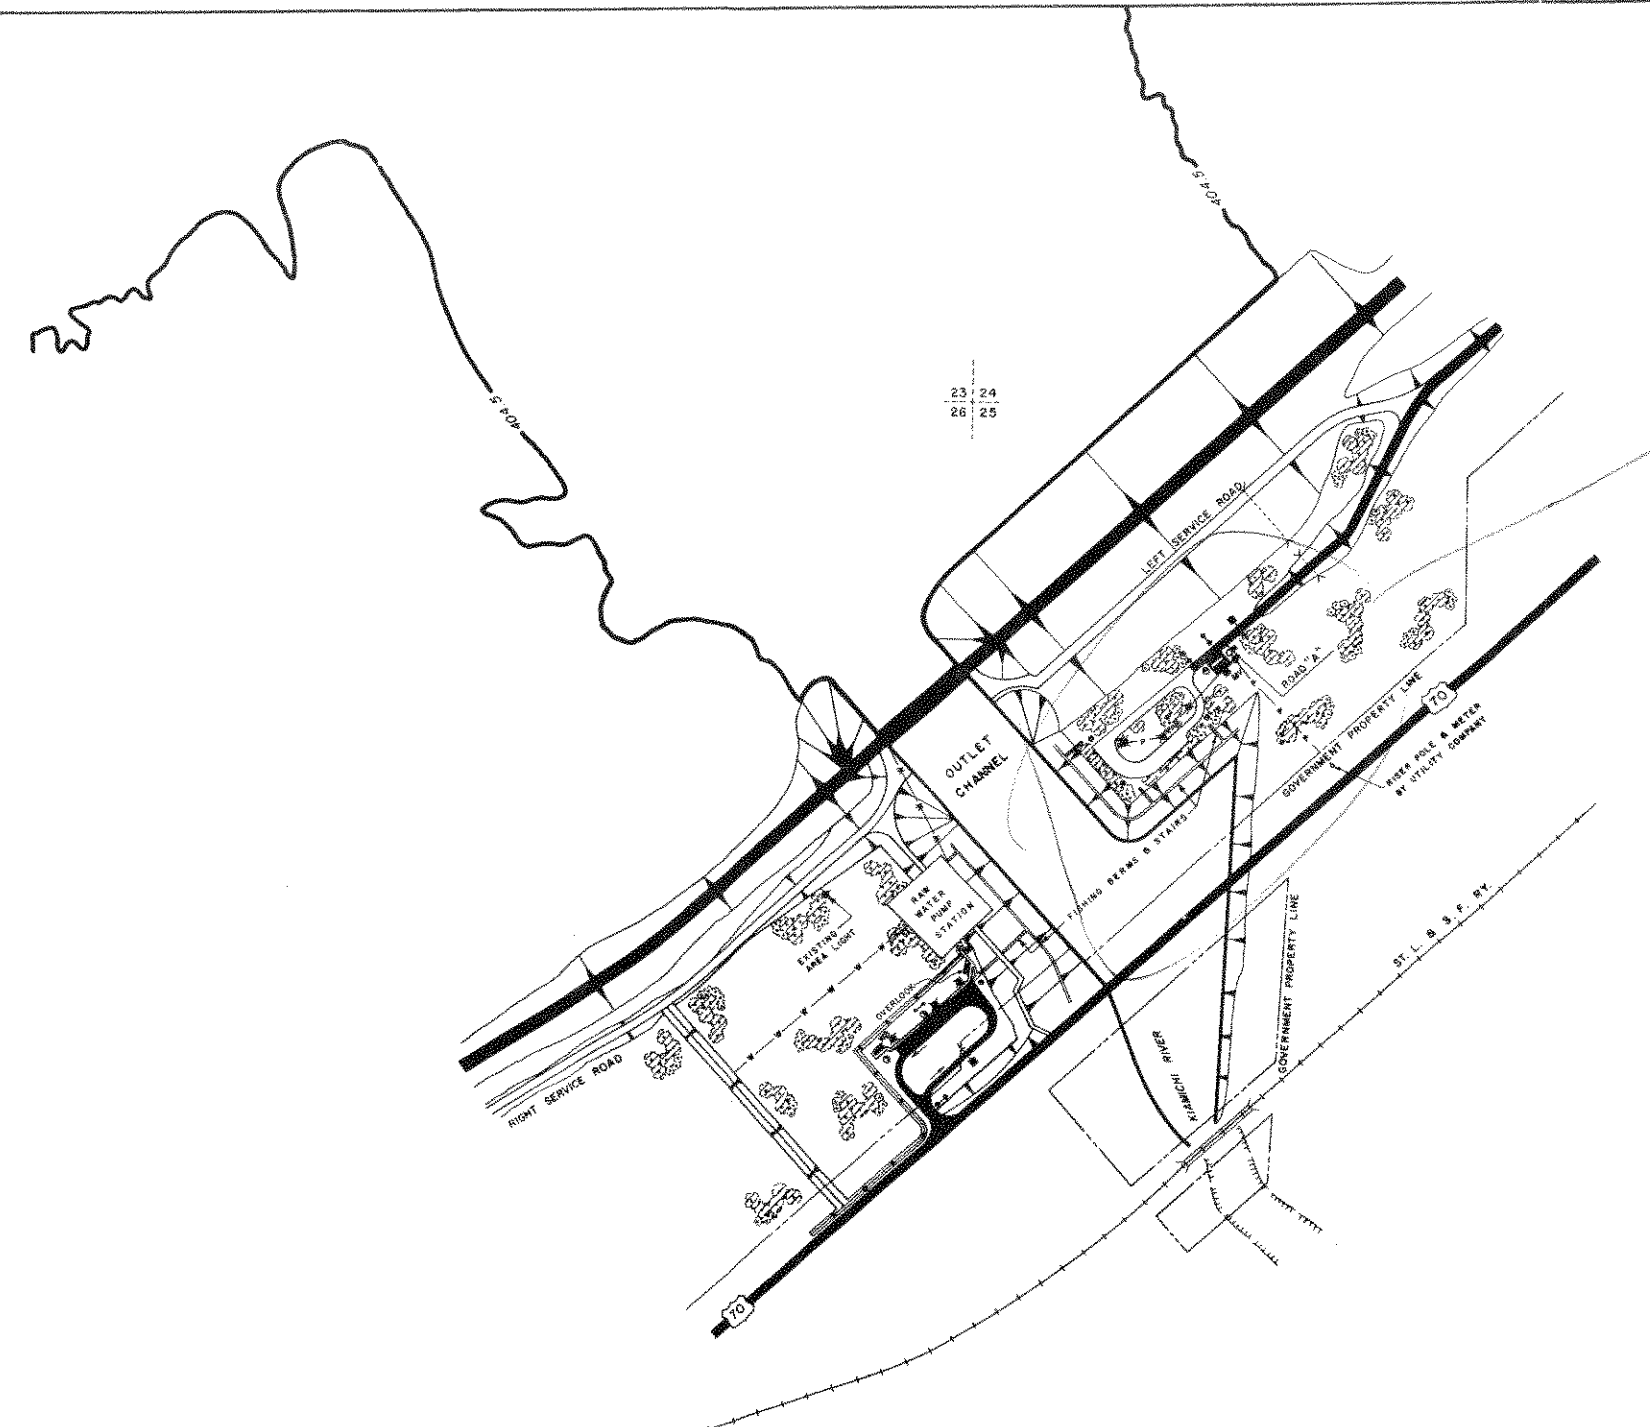 404.5
404.5
23 24
26 25
LEFT SERVICE ROAD
ROAD "A"
GOVERNMENT PROPERTY LINE
70
RISER POLE & METER
BY UTILITY COMPANY
OUTLET
CHANNEL
FISHING BERMS & STAIRS
RAW
WATER
PUMP
STATION
EXISTING
AREA LIGHT
OVERLOOK
W W W W W
GOVERNMENT PROPERTY LINE
ST. L. & S. F. RY.
KIAMICHI RIVER
RIGHT SERVICE ROAD
70